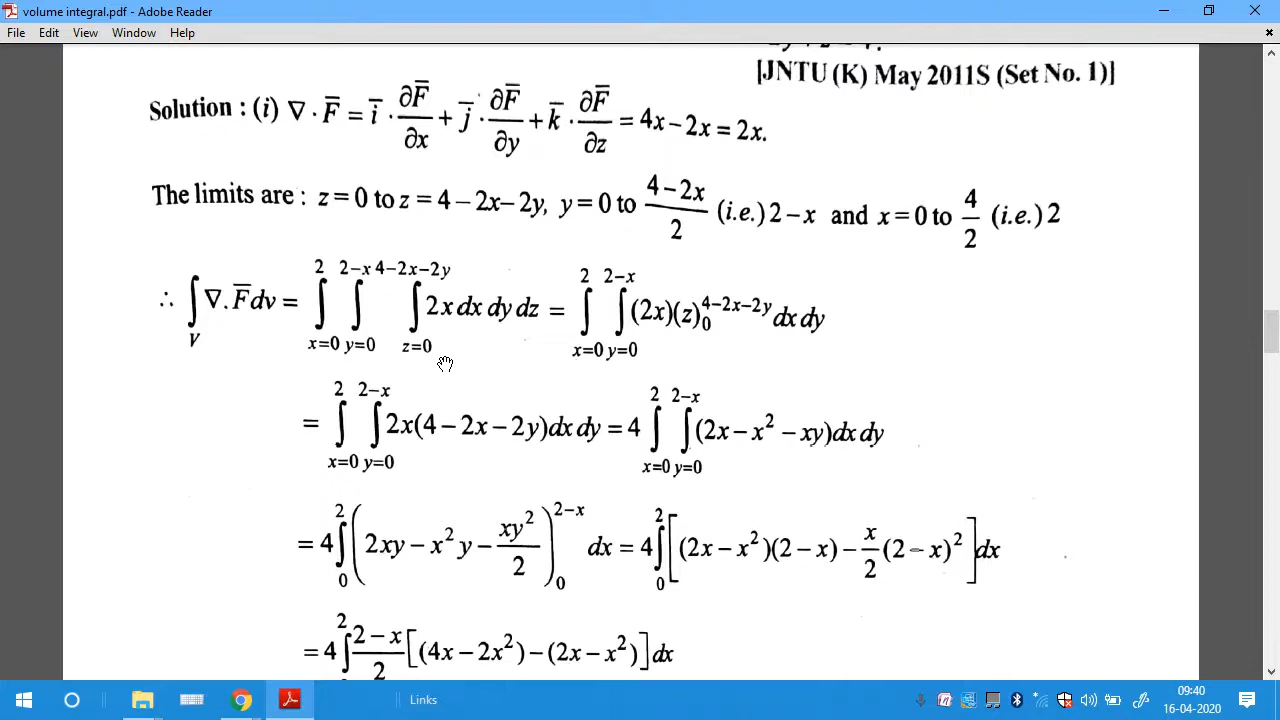 volume integral.pdf - Adobe Reader
File Edit View Window Help
[JNTU (K) May 2011S (Set No. 1)]
Solution : (i) ∇ · F̅ = i̅ · ∂F̅/∂x + j̅ · ∂F̅/∂y + k̅ · ∂F̅/∂z = 4x − 2x = 2x.
The limits are : z = 0 to z = 4 − 2x − 2y, y = 0 to (4 − 2x)/2 (i.e.) 2 − x and x = 0 to 4/2 (i.e.) 2
∴ ∫_V ∇. F̅ dv = ∫_{x=0}^{2} ∫_{y=0}^{2−x} ∫_{z=0}^{4−2x−2y} 2x dx dy dz = ∫_{x=0}^{2} ∫_{y=0}^{2−x} (2x)(z)_0^{4−2x−2y} dx dy
= ∫_{x=0}^{2} ∫_{y=0}^{2−x} 2x(4 − 2x − 2y) dx dy = 4 ∫_{x=0}^{2} ∫_{y=0}^{2−x} (2x − x² − xy) dx dy
= 4 ∫_0^2 (2xy − x²y − xy²/2)_0^{2−x} dx = 4 ∫_0^2 [(2x − x²)(2 − x) − x/2 (2 − x)²] dx
= 4 ∫^2 (2 − x)/2 [(4x − 2x²) − (2x − x²)] dx
Links
09:40
16-04-2020